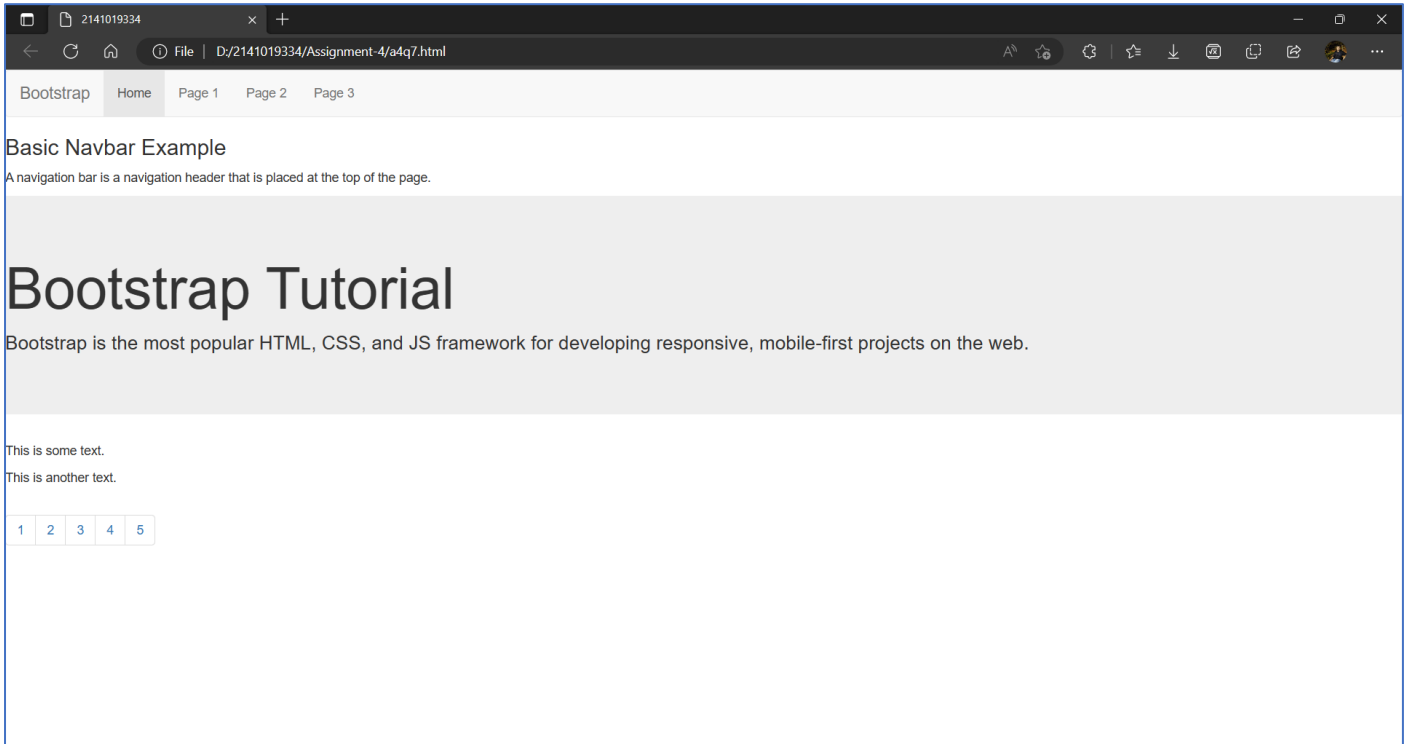 2141019334
File | D:/2141019334/Assignment-4/a4q7.html
Bootstrap Home Page 1 Page 2 Page 3
Basic Navbar Example
A navigation bar is a navigation header that is placed at the top of the page.
Bootstrap Tutorial
Bootstrap is the most popular HTML, CSS, and JS framework for developing responsive, mobile-first projects on the web.
This is some text.
This is another text.
1 2 3 4 5